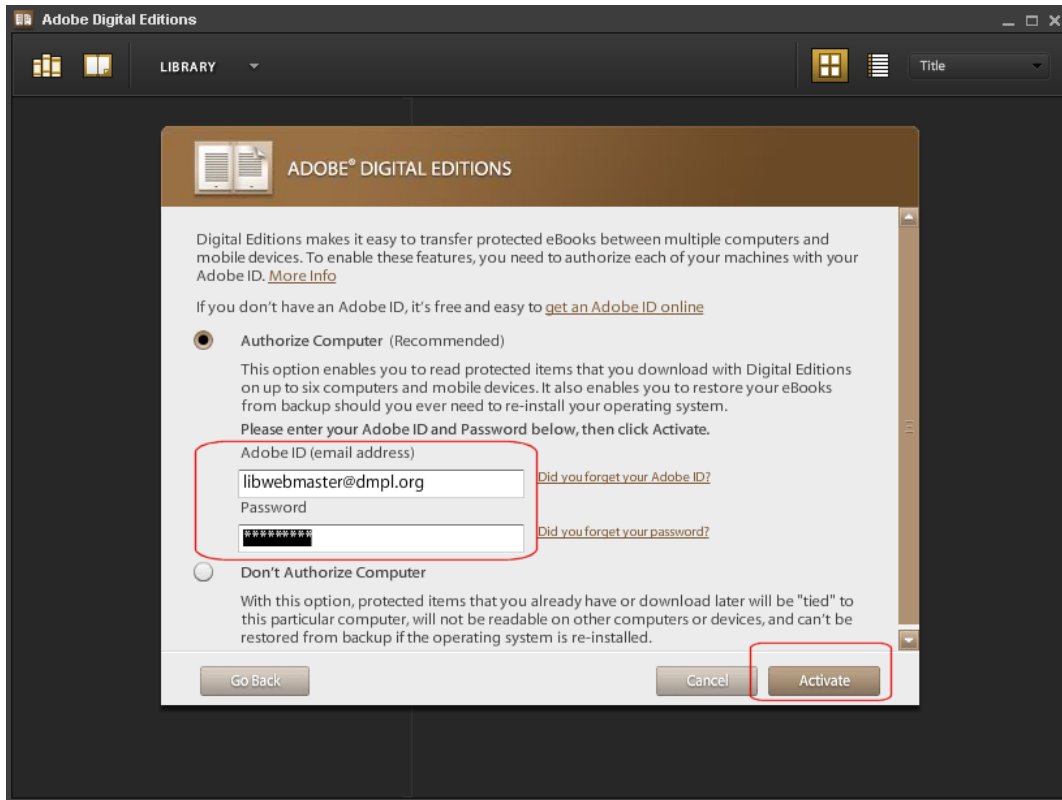 Adobe Digital Editions
LIBRARY
Title
ADOBE® DIGITAL EDITIONS
Digital Editions makes it easy to transfer protected eBooks between multiple computers and
mobile devices. To enable these features, you need to authorize each of your machines with your
Adobe ID. More Info
If you don't have an Adobe ID, it's free and easy to get an Adobe ID online
Authorize Computer (Recommended)
This option enables you to read protected items that you download with Digital Editions
on up to six computers and mobile devices. It also enables you to restore your eBooks
from backup should you ever need to re-install your operating system.
Please enter your Adobe ID and Password below, then click Activate.
Adobe ID (email address)
libwebmaster@dmpl.org Did you forget your Adobe ID?
Password
********* Did you forget your password?
Don't Authorize Computer
With this option, protected items that you already have or download later will be "tied" to
this particular computer, will not be readable on other computers or devices, and can't be
restored from backup if the operating system is re-installed.
Go Back Cancel Activate